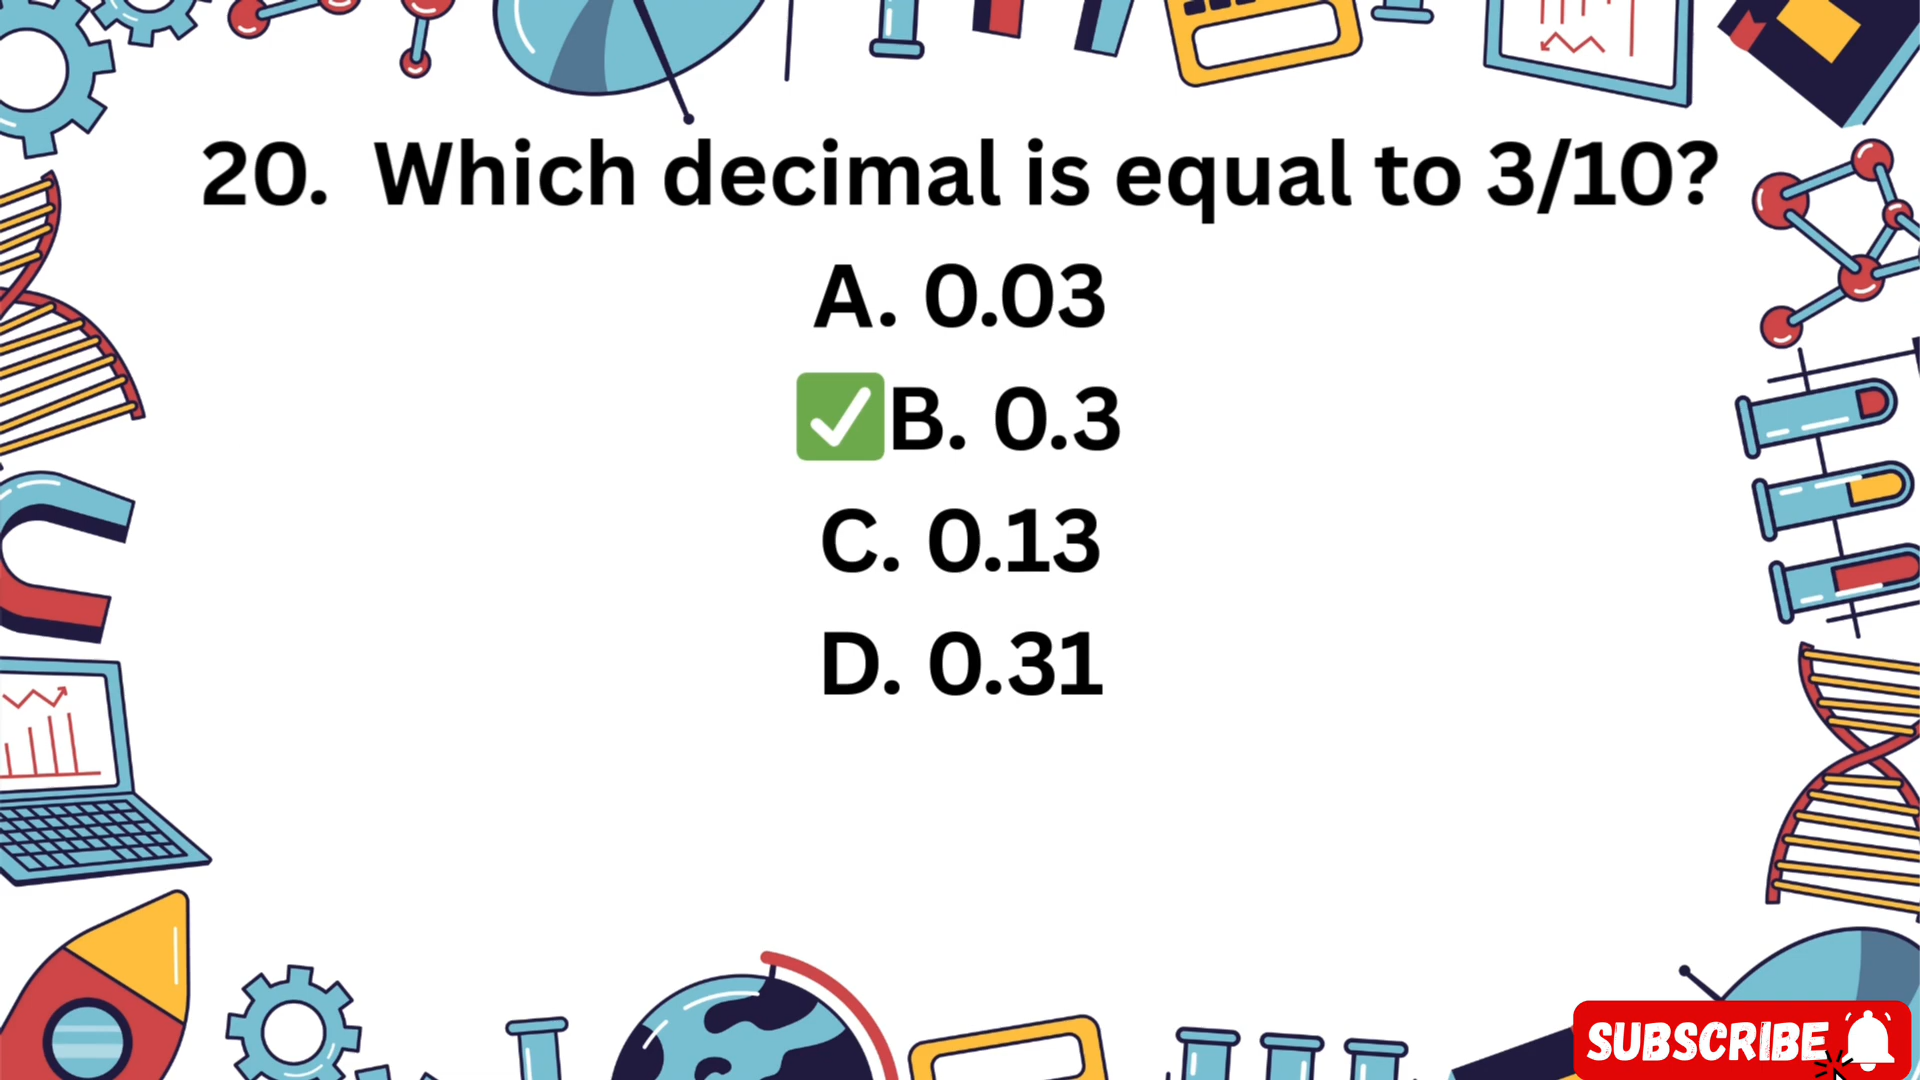 20. Which decimal is equal to 3/10?
A. 0.03
✅B. 0.3
C. 0.13
D. 0.31
SUBSCRIBE